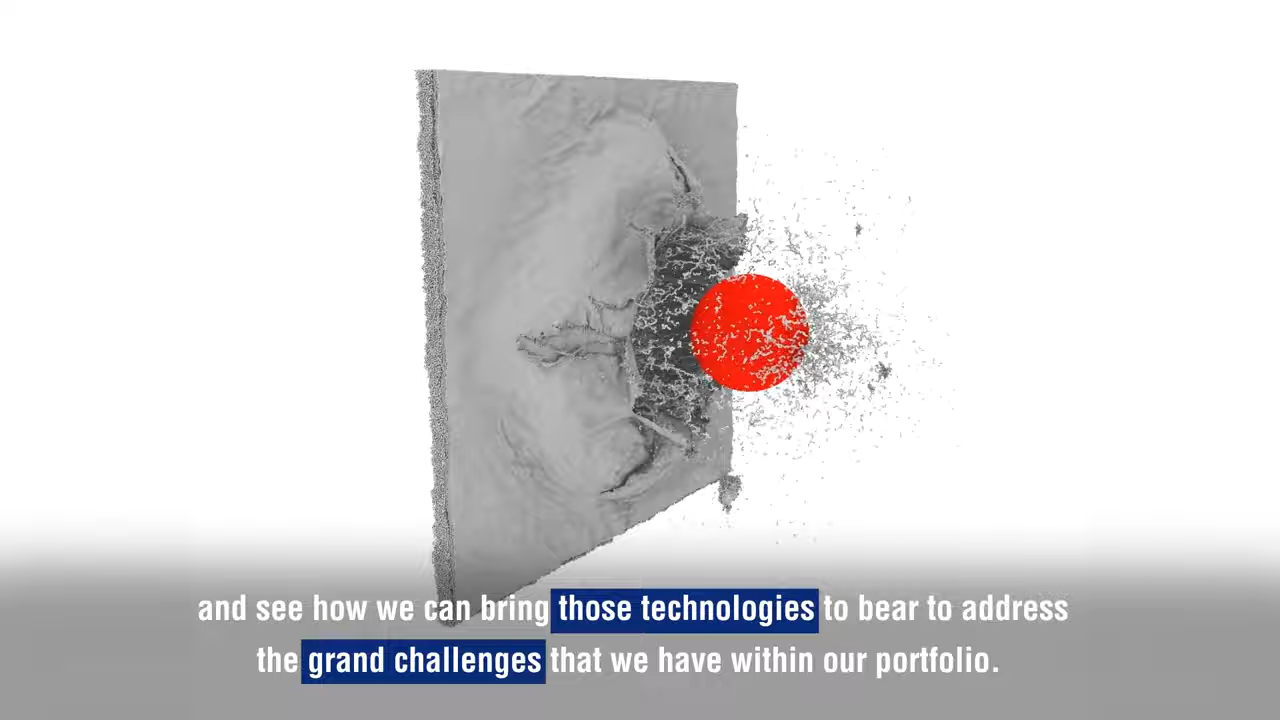 and see how we can bring those technologies to bear to address
the grand challenges that we have within our portfolio.